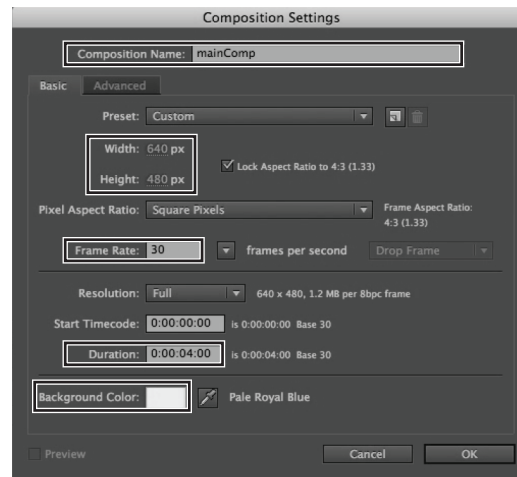 Composition Settings
Composition Name: mainComp
Basic Advanced
Preset: Custom
Width: 640 px
Lock Aspect Ratio to 4:3 (1.33)
Height: 480 px
Pixel Aspect Ratio: Square Pixels
Frame Aspect Ratio:
4:3 (1.33)
Frame Rate: 30 frames per second Drop Frame
Resolution: Full 640 x 480, 1.2 MB per 8bpc frame
Start Timecode: 0:00:00:00 is 0:00:00:00 Base 30
Duration: 0:00:04:00 is 0:00:04:00 Base 30
Background Color: Pale Royal Blue
Preview Cancel OK